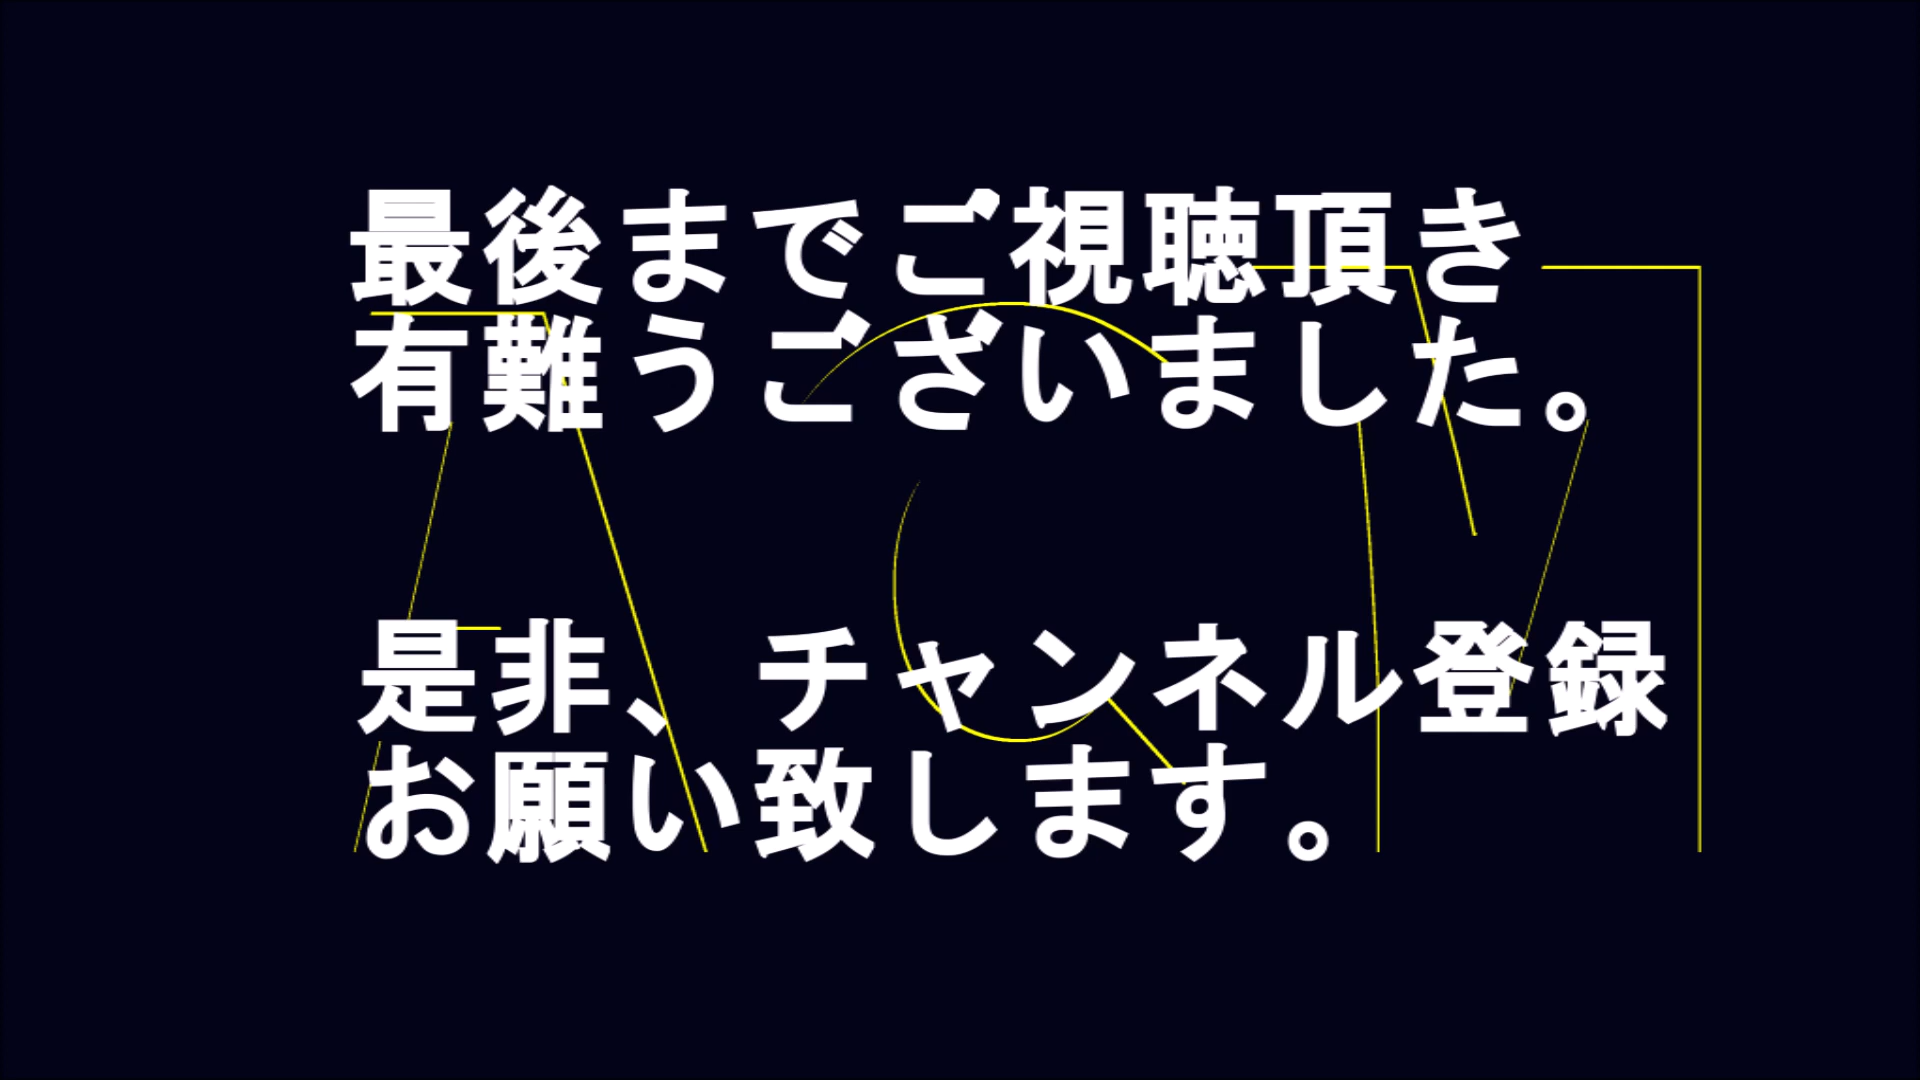 最後までご視聴頂き
有難うございました。
是非、チャンネル登録
お願い致します。